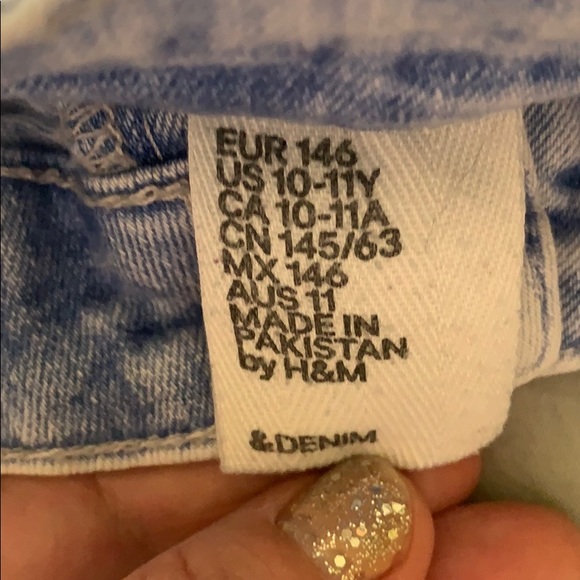 EUR 146
US 10-11Y
CA 10-11A
CN 145/63
MX 146
AUS 11
MADE IN
PAKISTAN
by H&M
&DENIM